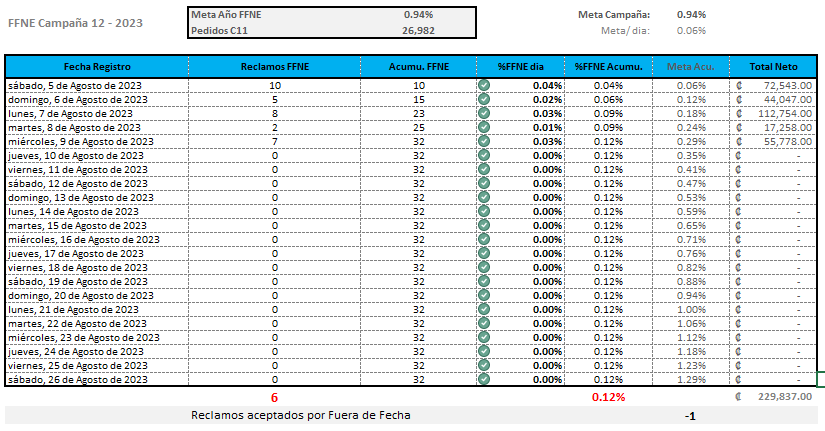 FFNE Campaña 12 - 2023
Meta Año FFNE 0.94%
Pedidos C11 26,982
Meta Campaña: 0.94%
Meta/ dia: 0.06%
Fecha Registro Reclamos FFNE Acumu. FFNE %FFNE dia %FFNE Acumu. Meta Acu. Total Neto
sábado, 5 de Agosto de 2023 10 10 0.04% 0.04% 0.06% ₡ 72,543.00
domingo, 6 de Agosto de 2023 5 15 0.02% 0.06% 0.12% ₡ 44,047.00
lunes, 7 de Agosto de 2023 8 23 0.03% 0.09% 0.18% ₡ 112,754.00
martes, 8 de Agosto de 2023 2 25 0.01% 0.09% 0.24% ₡ 17,258.00
miércoles, 9 de Agosto de 2023 7 32 0.03% 0.12% 0.29% ₡ 55,778.00
jueves, 10 de Agosto de 2023 0 32 0.00% 0.12% 0.35% ₡ -
viernes, 11 de Agosto de 2023 0 32 0.00% 0.12% 0.41% ₡ -
sábado, 12 de Agosto de 2023 0 32 0.00% 0.12% 0.47% ₡ -
domingo, 13 de Agosto de 2023 0 32 0.00% 0.12% 0.53% ₡ -
lunes, 14 de Agosto de 2023 0 32 0.00% 0.12% 0.59% ₡ -
martes, 15 de Agosto de 2023 0 32 0.00% 0.12% 0.65% ₡ -
miércoles, 16 de Agosto de 2023 0 32 0.00% 0.12% 0.71% ₡ -
jueves, 17 de Agosto de 2023 0 32 0.00% 0.12% 0.76% ₡ -
viernes, 18 de Agosto de 2023 0 32 0.00% 0.12% 0.82% ₡ -
sábado, 19 de Agosto de 2023 0 32 0.00% 0.12% 0.88% ₡ -
domingo, 20 de Agosto de 2023 0 32 0.00% 0.12% 0.94% ₡ -
lunes, 21 de Agosto de 2023 0 32 0.00% 0.12% 1.00% ₡ -
martes, 22 de Agosto de 2023 0 32 0.00% 0.12% 1.06% ₡ -
miércoles, 23 de Agosto de 2023 0 32 0.00% 0.12% 1.12% ₡ -
jueves, 24 de Agosto de 2023 0 32 0.00% 0.12% 1.18% ₡ -
viernes, 25 de Agosto de 2023 0 32 0.00% 0.12% 1.23% ₡ -
sábado, 26 de Agosto de 2023 0 32 0.00% 0.12% 1.29% ₡ -
6 0.12% ₡ 229,837.00
Reclamos aceptados por Fuera de Fecha -1